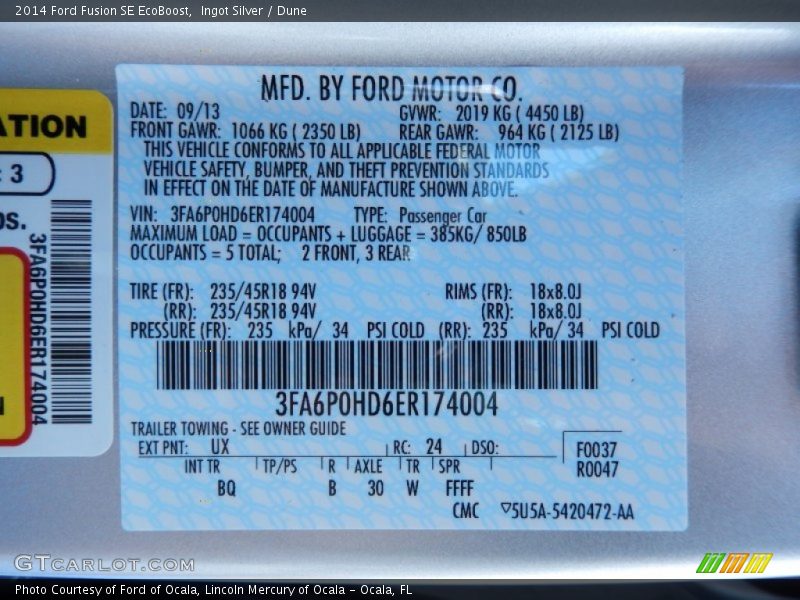 2014 Ford Fusion SE EcoBoost,  Ingot Silver / Dune
ATION
: 3
os.
3FA6P0HD6ER174004
MFD. BY FORD MOTOR CO.
DATE: 09/13 GVWR: 2019 KG ( 4450 LB)
FRONT GAWR: 1066 KG ( 2350 LB) REAR GAWR: 964 KG ( 2125 LB)
THIS VEHICLE CONFORMS TO ALL APPLICABLE FEDERAL MOTOR
VEHICLE SAFETY, BUMPER, AND THEFT PREVENTION STANDARDS
IN EFFECT ON THE DATE OF MANUFACTURE SHOWN ABOVE.
VIN: 3FA6P0HD6ER174004 TYPE: Passenger Car
MAXIMUM LOAD = OCCUPANTS + LUGGAGE = 385KG/ 850LB
OCCUPANTS = 5 TOTAL; 2 FRONT, 3 REAR
TIRE (FR): 235/45R18 94V RIMS (FR): 18x8.0J
(RR): 235/45R18 94V (RR): 18x8.0J
PRESSURE (FR): 235 kPa/ 34 PSI COLD (RR): 235 kPa/ 34 PSI COLD
3FA6P0HD6ER174004
TRAILER TOWING - SEE OWNER GUIDE
EXT PNT: UX RC: 24 DSO: F0037
R0047
INT TR TP/PS R AXLE TR SPR
BQ B 30 W FFFF
CMC ▽5U5A-5420472-AA
GTCARLOT.COM
Photo Courtesy of Ford of Ocala, Lincoln Mercury of Ocala - Ocala, FL